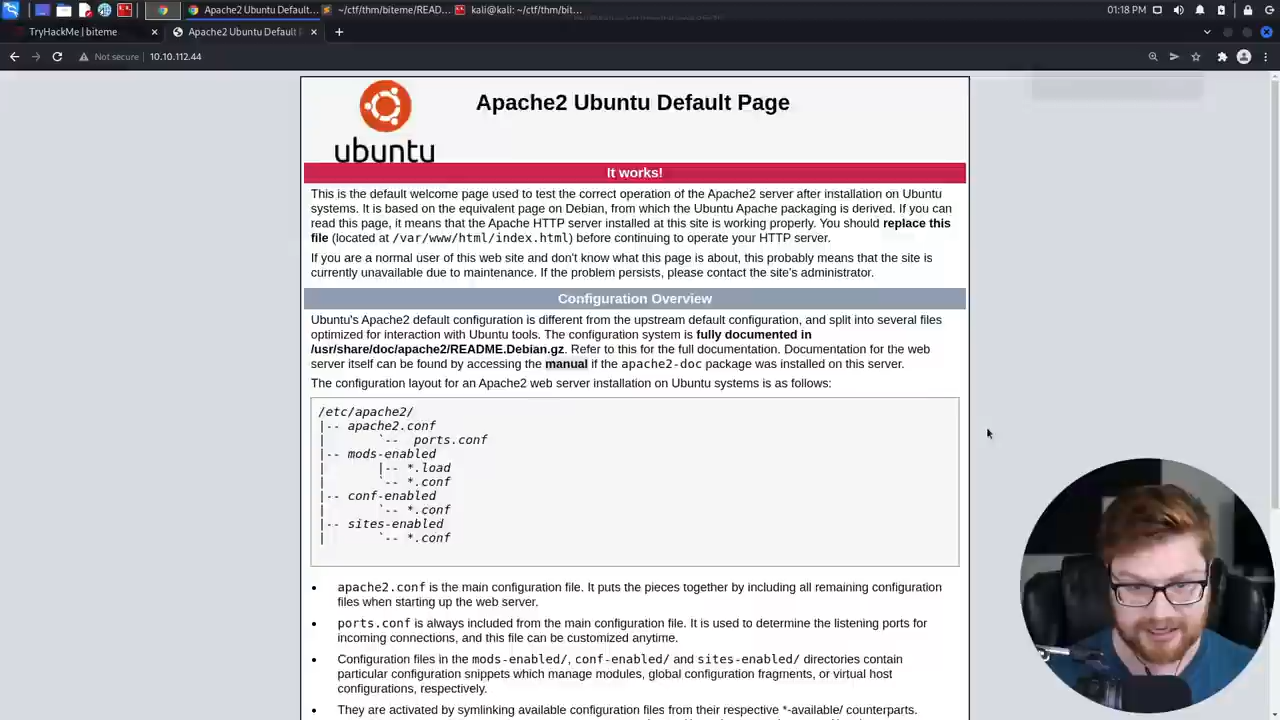 Apache2 Ubuntu Default...
~/ctf/thm/biteme/READ...
kali@kali: ~/ctf/thm/bit...
01:18 PM
TryHackMe | biteme
Apache2 Ubuntu Default
Not secure
10.10.112.44
Apache2 Ubuntu Default Page
ubuntu
It works!
This is the default welcome page used to test the correct operation of the Apache2 server after installation on Ubuntu
systems. It is based on the equivalent page on Debian, from which the Ubuntu Apache packaging is derived. If you can
read this page, it means that the Apache HTTP server installed at this site is working properly. You should replace this
file (located at /var/www/html/index.html) before continuing to operate your HTTP server.
If you are a normal user of this web site and don't know what this page is about, this probably means that the site is
currently unavailable due to maintenance. If the problem persists, please contact the site's administrator.
Configuration Overview
Ubuntu's Apache2 default configuration is different from the upstream default configuration, and split into several files
optimized for interaction with Ubuntu tools. The configuration system is fully documented in
/usr/share/doc/apache2/README.Debian.gz. Refer to this for the full documentation. Documentation for the web
server itself can be found by accessing the manual if the apache2-doc package was installed on this server.
The configuration layout for an Apache2 web server installation on Ubuntu systems is as follows:
/etc/apache2/
|-- apache2.conf
|       `--  ports.conf
|-- mods-enabled
|       |-- *.load
|       `-- *.conf
|-- conf-enabled
|       `-- *.conf
|-- sites-enabled
|       `-- *.conf
• apache2.conf is the main configuration file. It puts the pieces together by including all remaining configuration
files when starting up the web server.
• ports.conf is always included from the main configuration file. It is used to determine the listening ports for
incoming connections, and this file can be customized anytime.
• Configuration files in the mods-enabled/, conf-enabled/ and sites-enabled/ directories contain
particular configuration snippets which manage modules, global configuration fragments, or virtual host
configurations, respectively.
• They are activated by symlinking available configuration files from their respective *-available/ counterparts.